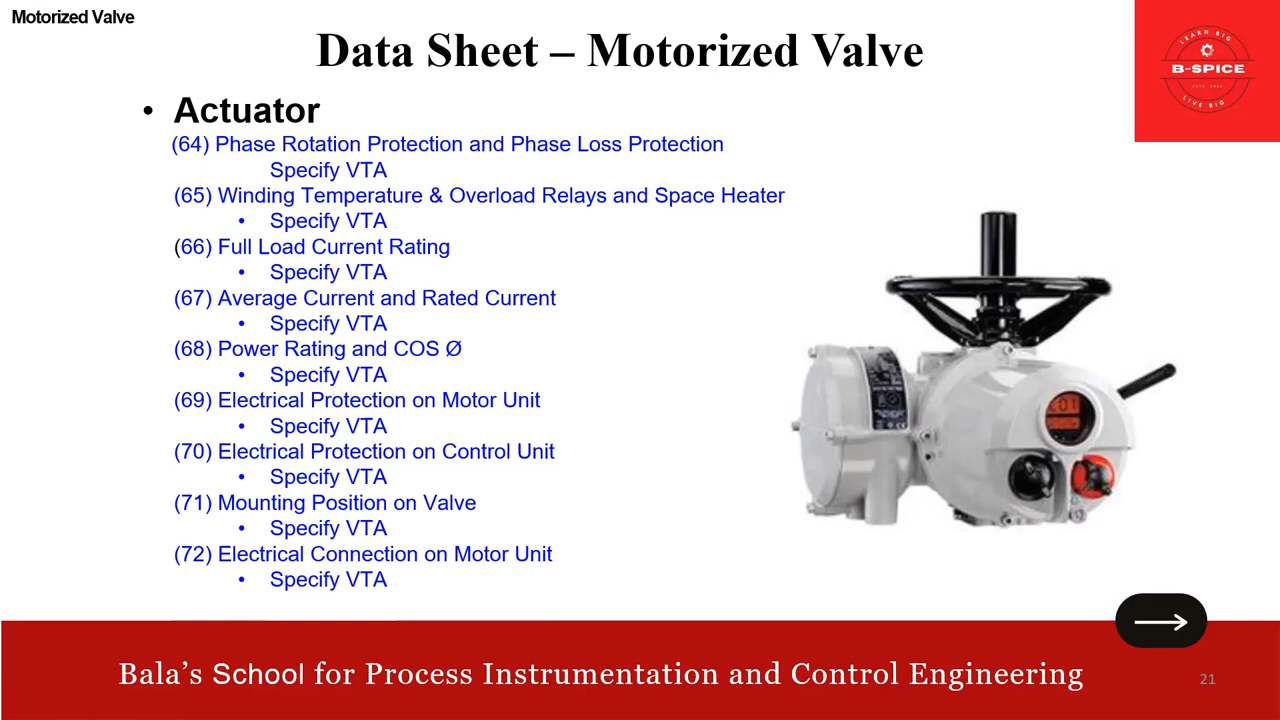 Motorized Valve
Data Sheet – Motorized Valve
• Actuator
(64) Phase Rotation Protection and Phase Loss Protection
Specify VTA
(65) Winding Temperature & Overload Relays and Space Heater
• Specify VTA
(66) Full Load Current Rating
• Specify VTA
(67) Average Current and Rated Current
• Specify VTA
(68) Power Rating and COS Ø
• Specify VTA
(69) Electrical Protection on Motor Unit
• Specify VTA
(70) Electrical Protection on Control Unit
• Specify VTA
(71) Mounting Position on Valve
• Specify VTA
(72) Electrical Connection on Motor Unit
• Specify VTA
LEARN BIG
B-SPICE
LIVE BIG
Bala’s School for Process Instrumentation and Control Engineering
21